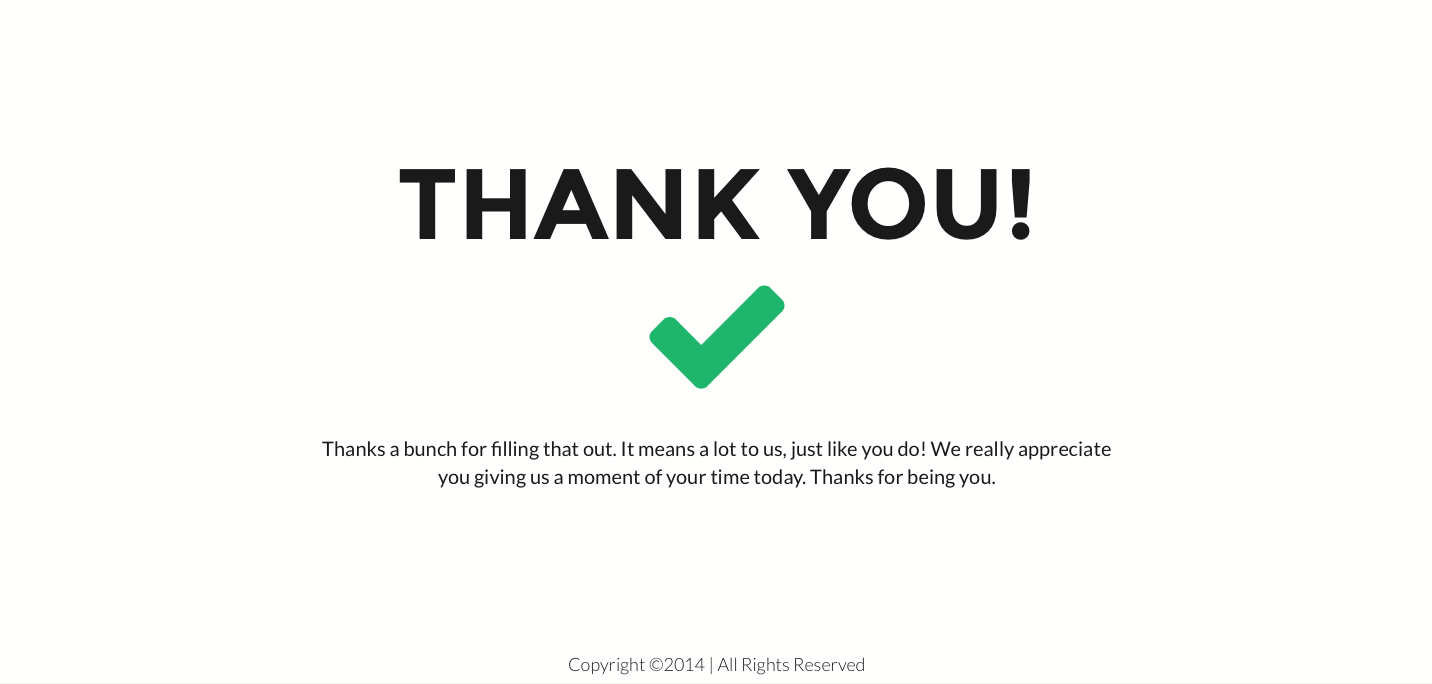 THANK YOU!
Thanks a bunch for filling that out. It means a lot to us, just like you do! We really appreciate
you giving us a moment of your time today. Thanks for being you.
Copyright ©2014 | All Rights Reserved